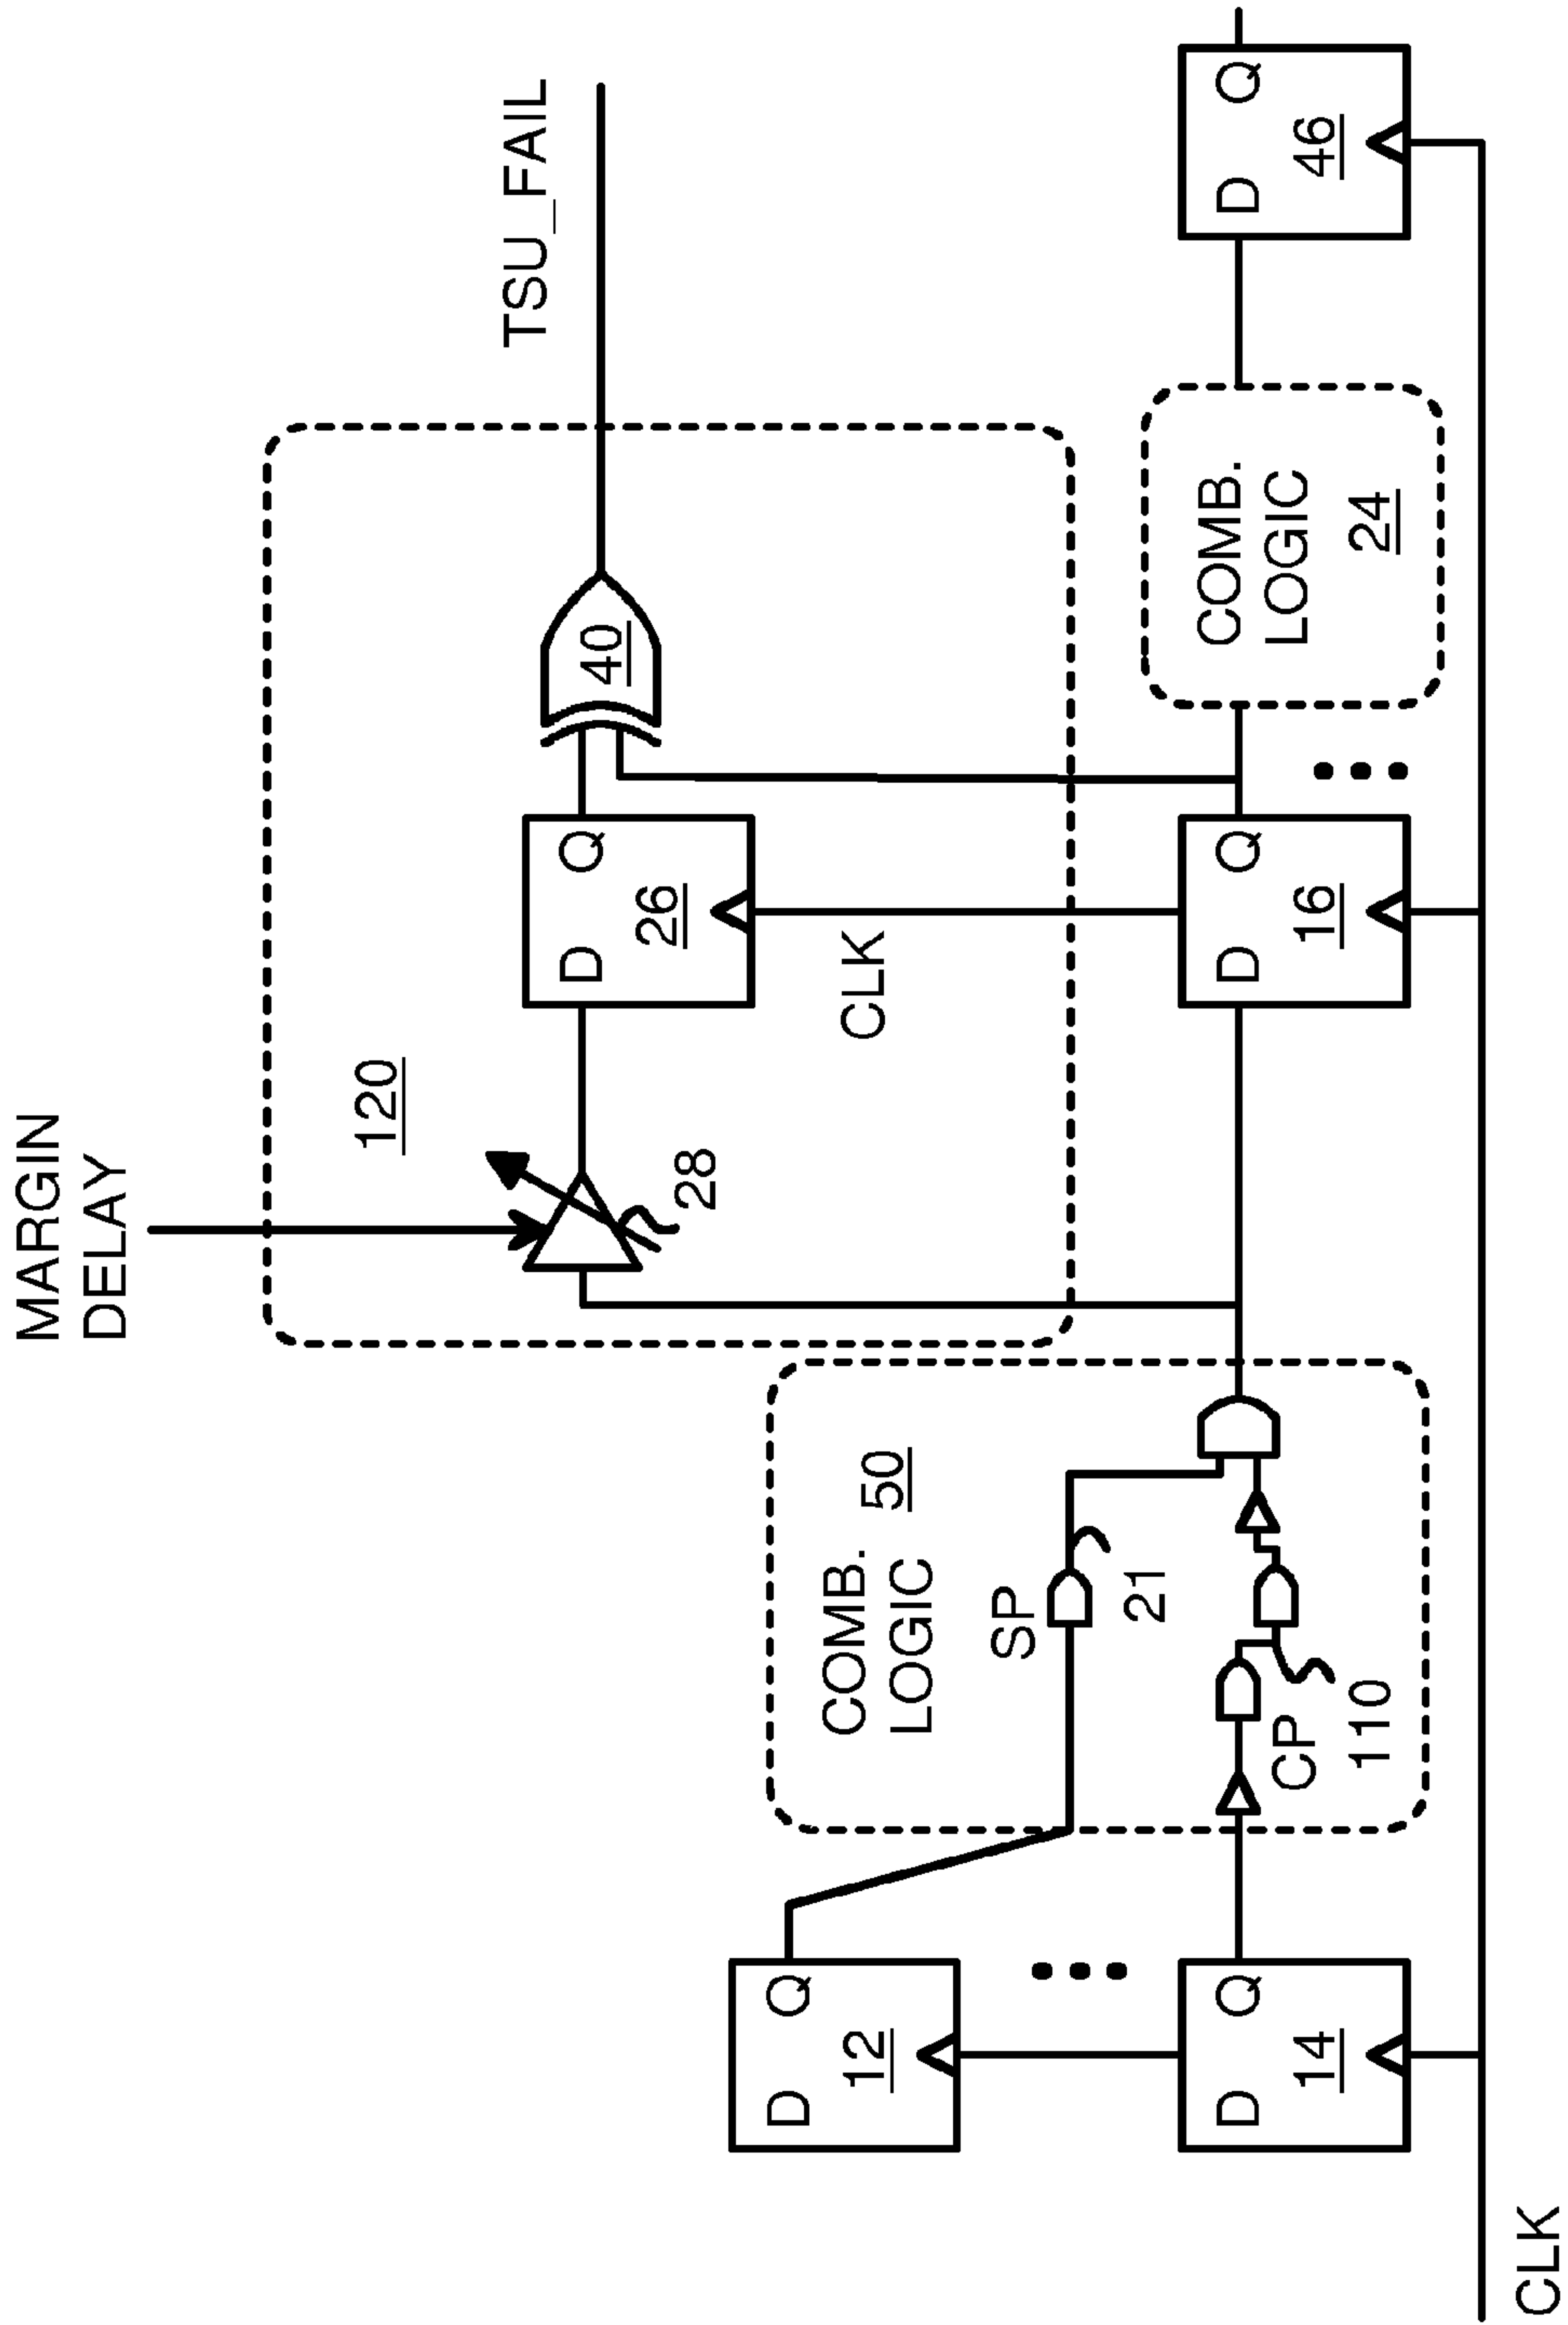 MARGIN
DELAY
TSU_FAIL
120
28
D Q
26
40
CLK
COMB.
LOGIC 50
SP
21
CP
110
D Q
12
D Q
14
D Q
16
COMB.
LOGIC
24
D Q
46
CLK